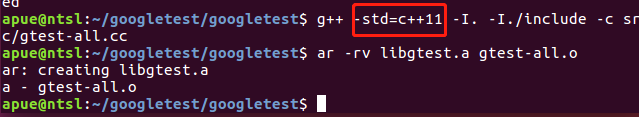 ed
apue@ntsl:~/googletest/googletest$ g++ -std=c++11 -I. -I./include -c sr
c/gtest-all.cc
apue@ntsl:~/googletest/googletest$ ar -rv libgtest.a gtest-all.o
ar: creating libgtest.a
a - gtest-all.o
apue@ntsl:~/googletest/googletest$